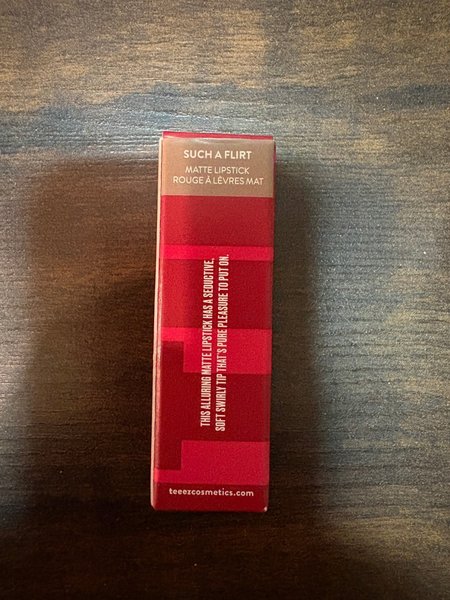 SUCH A FLIRT
MATTE LIPSTICK
ROUGE À LÈVRES MAT
THIS ALLURING MATTE LIPSTICK HAS A SEDUCTIVE,
SOFT SWIRLY TIP THAT'S PURE PLEASURE TO PUT ON.
teeezcosmetics.com